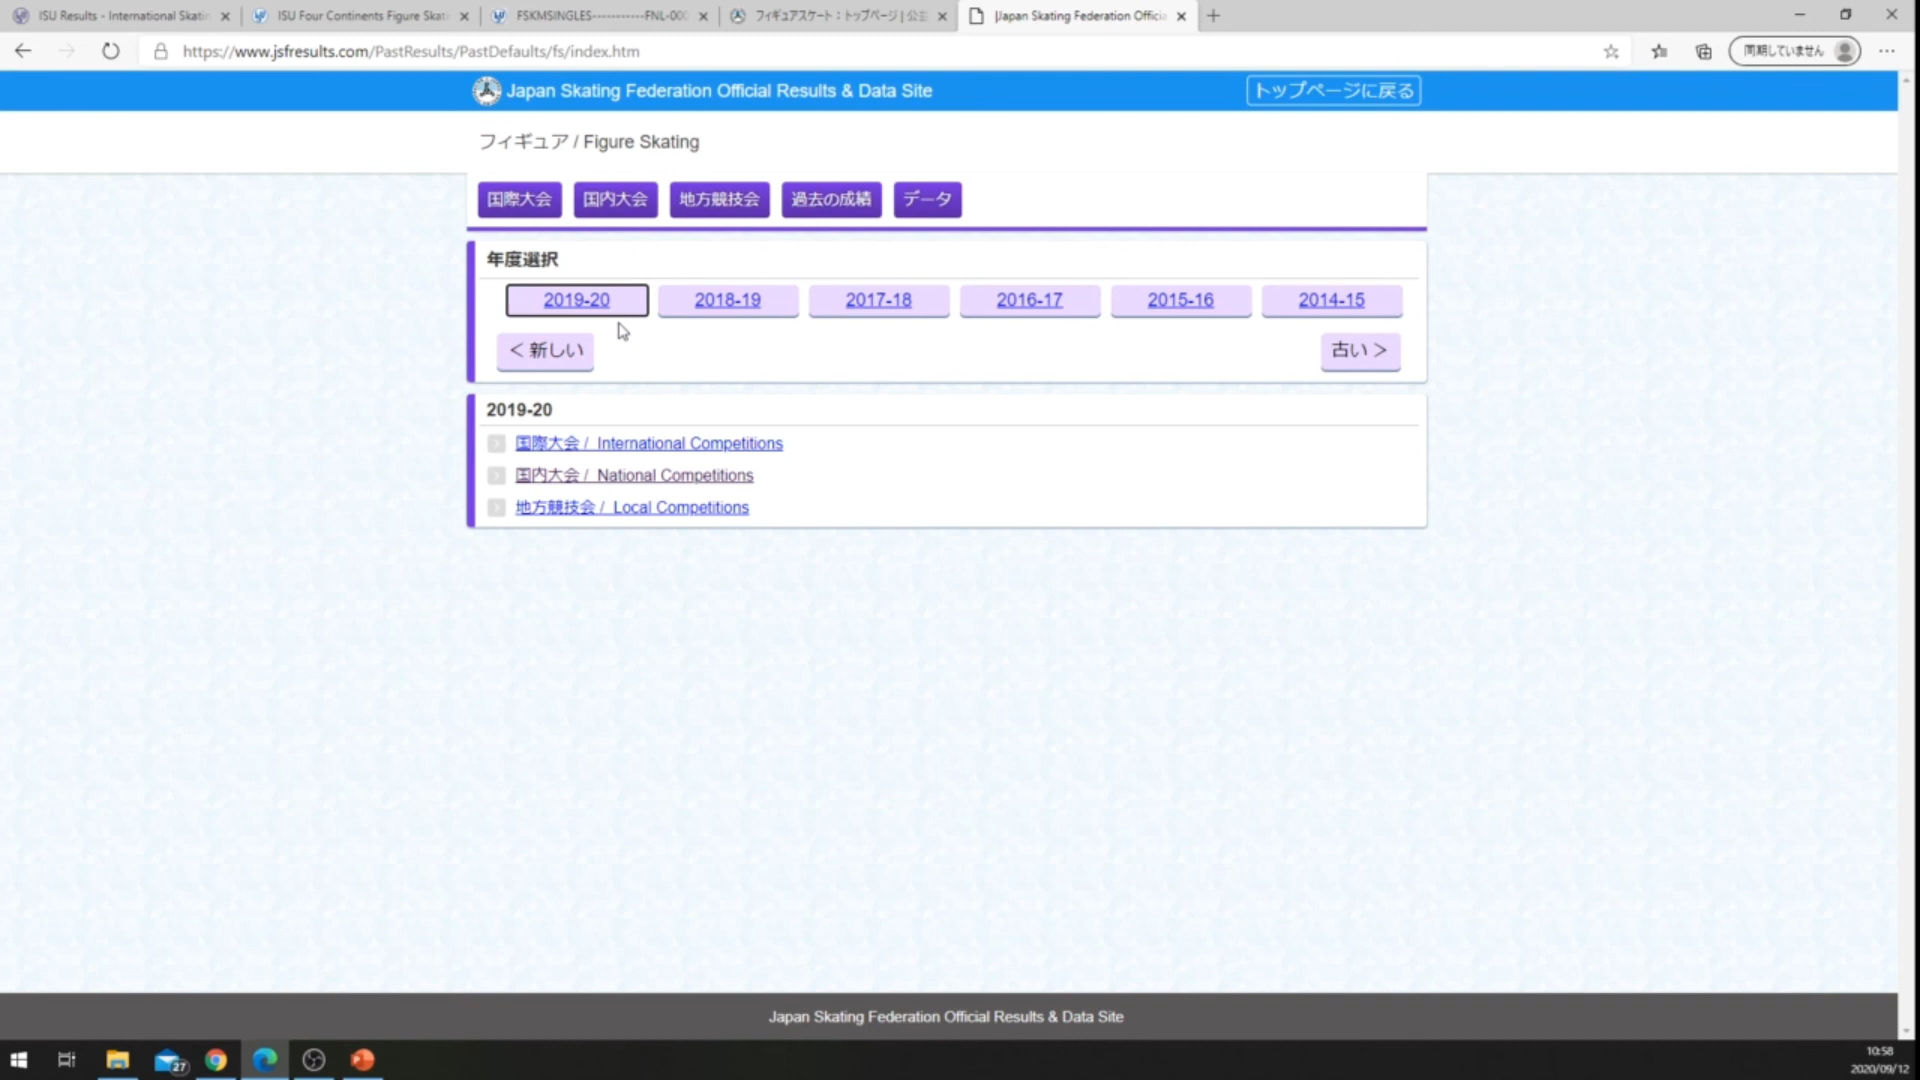 ISU Results - International Skatin
ISU Four Continents Figure Skat
FSKMSINGLES-----------FNL-000
フィギュアスケート：トップページ | 公
|Japan Skating Federation Officia
https://www.jsfresults.com/PastResults/PastDefaults/fs/index.htm
同期していません
Japan Skating Federation Official Results & Data Site
トップページに戻る
フィギュア / Figure Skating
国際大会
国内大会
地方競技会
過去の成績
データ
年度選択
2019-20
2018-19
2017-18
2016-17
2015-16
2014-15
< 新しい
古い >
2019-20
国際大会 / International Competitions
国内大会 / National Competitions
地方競技会 / Local Competitions
Japan Skating Federation Official Results & Data Site
27
10:58
2020/09/12